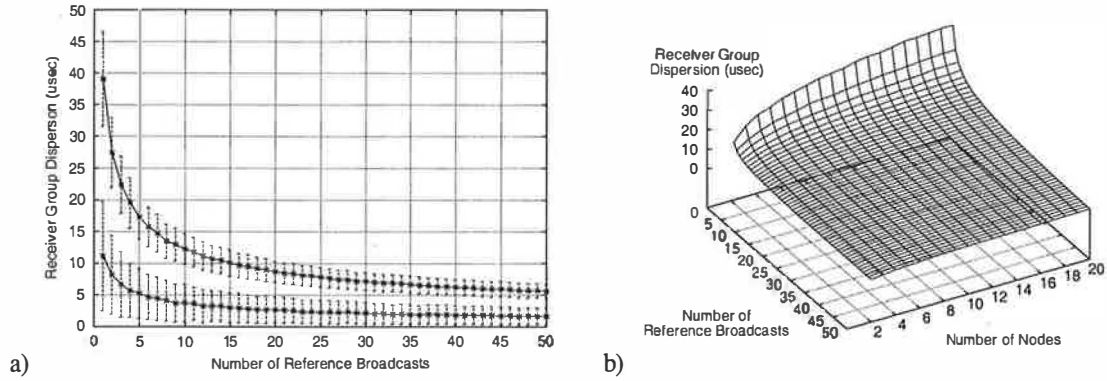 50
45
40
35
30
25
20
15
10
5
0
Receiver Group Dispersion (usec)
0 5 10 15 20 25 30 35 40 45 50
Number of Reference Broadcasts
a)
Receiver Group
Dispersion (usec)
40
30
20
10
0
0
5
10
15
20
25
30
35
40
45
50
Number of
Reference Broadcasts
2 4 6 8 10 12 14 16 18 20
Number of Nodes
b)